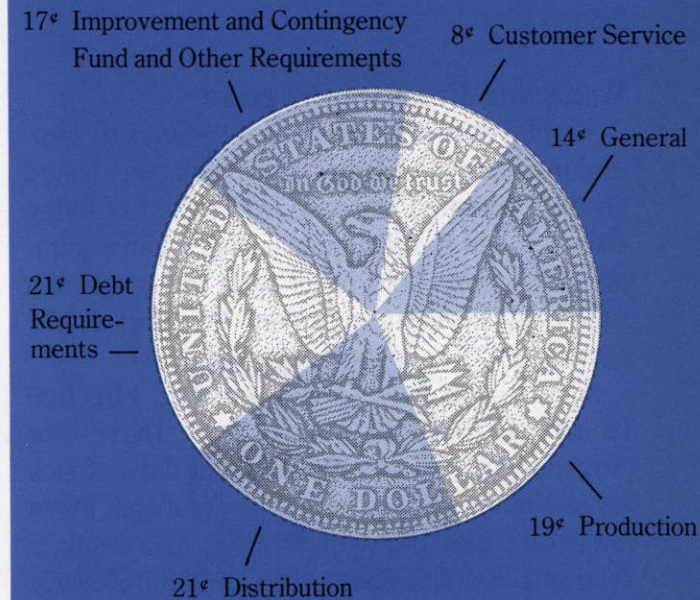 17¢ Improvement and Contingency
Fund and Other Requirements
8¢ Customer Service
14¢ General
21¢ Debt
Require-
ments
19¢ Production
21¢ Distribution
UNITED STATES OF AMERICA
In God we trust
ONE DOLLAR